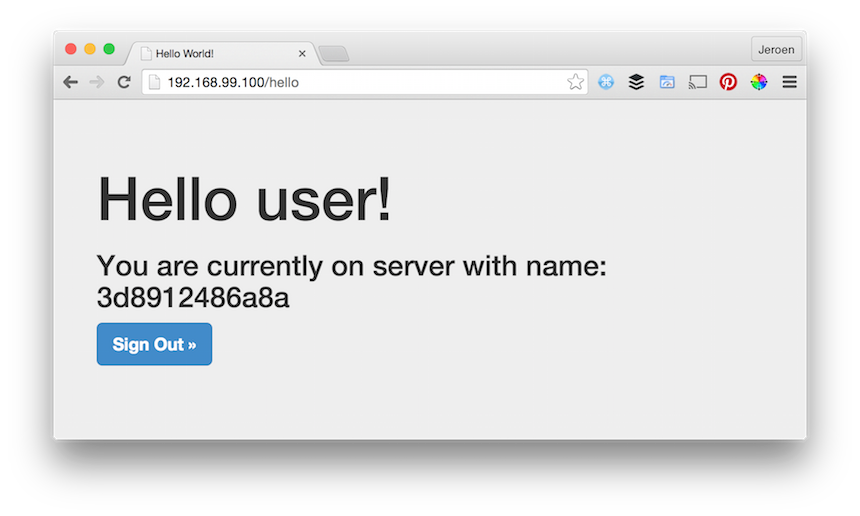 Hello World!
Jeroen
192.168.99.100/hello
Hello user!
You are currently on server with name:
3d8912486a8a
Sign Out »